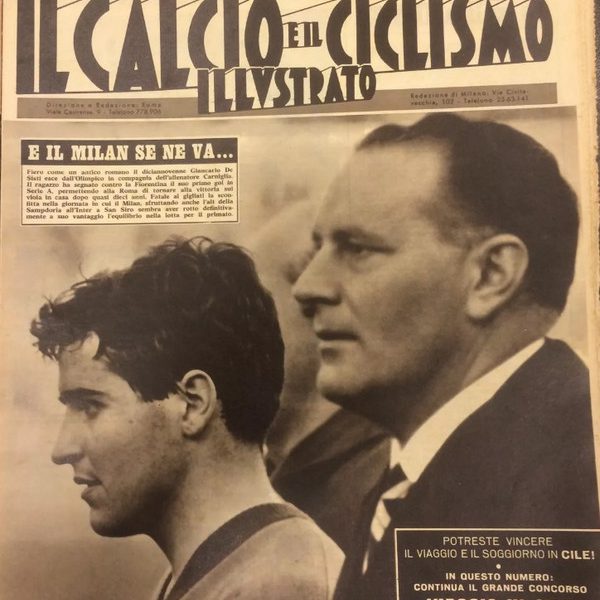 IL CALCIO E IL CICLISMO
ILLVSTRATO
Direzione e Redazione: Roma
Viale Castrense, 9 - Telefono 778.906
Redazione di Milano: Via Civita-
vecchia, 102 - Telefono 25.63.141
E IL MILAN SE NE VA...
Fiero come un antico romano il diciannovenne Giancarlo De
Sisti esce dall'Olimpico in compagnia dell'allenatore Carniglia.
Il ragazzo ha segnato contro la Fiorentina il suo primo gol in
Serie A, permettendo alla Roma di tornare alla vittoria sui
viola in casa dopo quasi dieci anni. Fatale ai gigliati la scon-
fitta nella giornata in cui il Milan, sfruttando anche l'alt della
Sampdoria all'Inter a San Siro sembra aver rotto definitiva-
mente a suo vantaggio l'equilibrio nella lotta per il primato.
POTRESTE VINCERE
IL VIAGGIO E IL SOGGIORNO IN CILE!
IN QUESTO NUMERO:
CONTINUA IL GRANDE CONCORSO